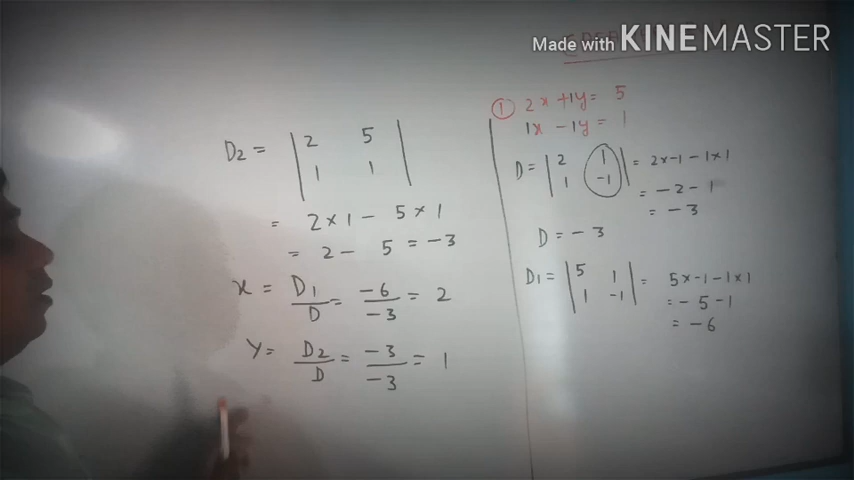 Made with KINEMASTER
① 2x + 1y = 5
1x - 1y = 1
D = | 2 1 | = 2 x -1 - 1 x 1
| 1 -1 | = -2 - 1
= -3
D = -3
D1 = | 5 1 | = 5 x -1 - 1 x 1
| 1 -1 | = -5 - 1
= -6
D2 = | 2 5 |
| 1 1 |
= 2 x 1 - 5 x 1
= 2 - 5 = -3
x = D1/D = -6/-3 = 2
y = D2/D = -3/-3 = 1